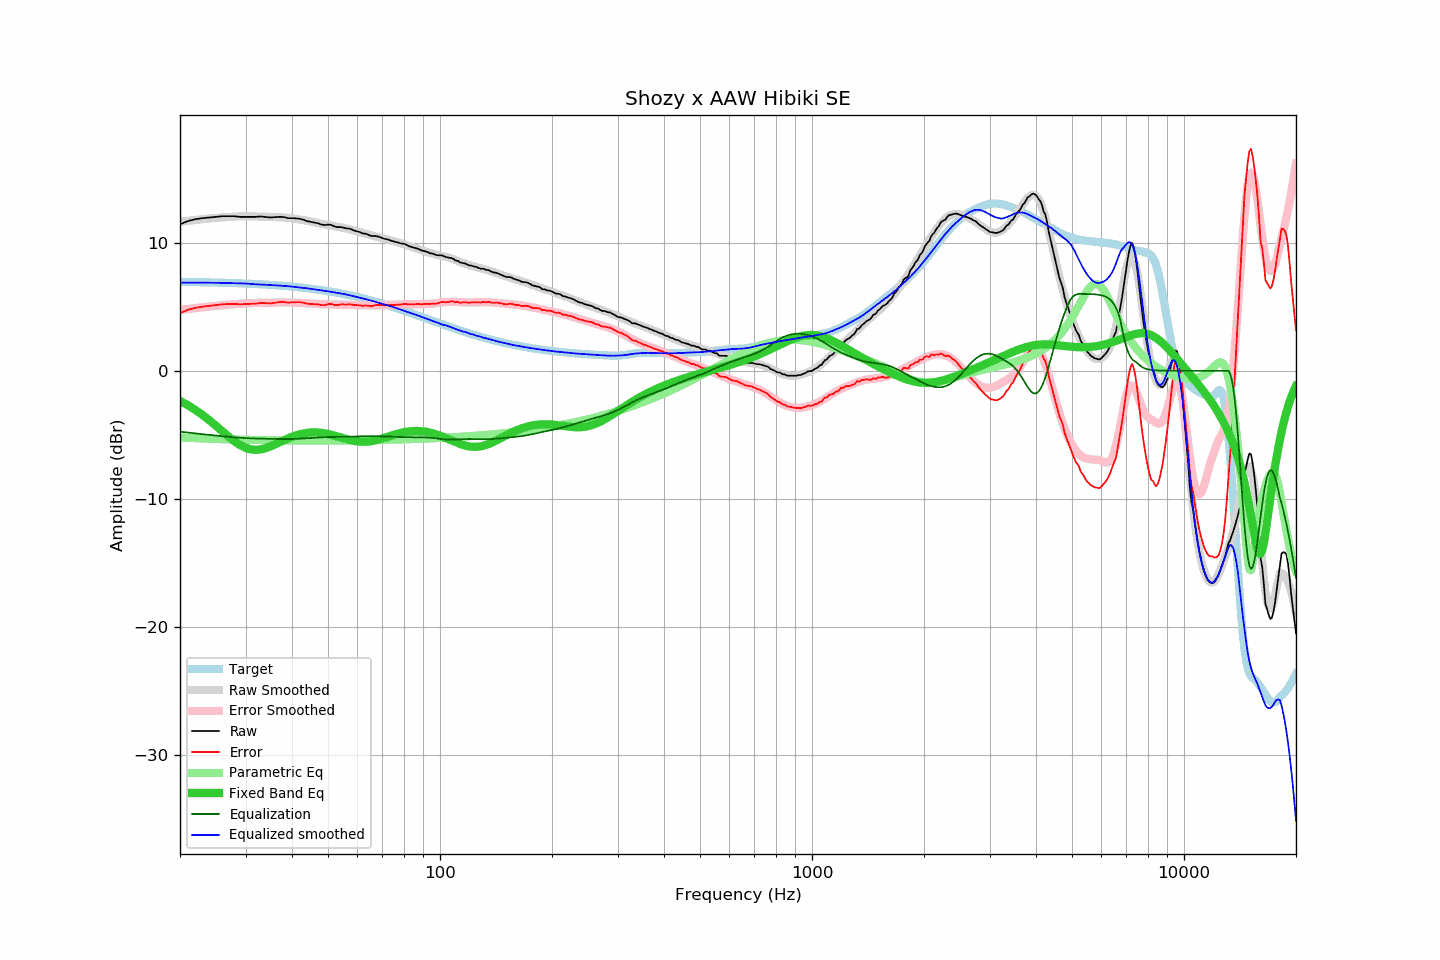 Shozy x AAW Hibiki SE
Amplitude (dBr)
10
0
−10
−20
−30
Target
Raw Smoothed
Error Smoothed
Raw
Error
Parametric Eq
Fixed Band Eq
Equalization
Equalized smoothed
100
1000
10000
Frequency (Hz)